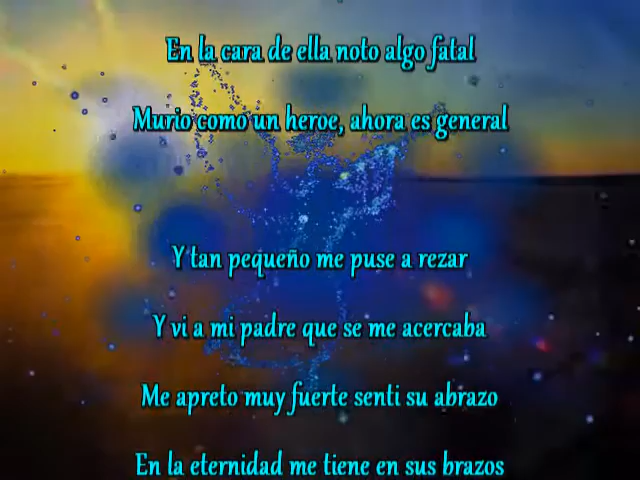 En la cara de ella noto algo fatal
Murio como un heroe, ahora es general
Y tan pequeño me puse a rezar
Y vi a mi padre que se me acercaba
Me apreto muy fuerte senti su abrazo
En la eternidad me tiene en sus brazos